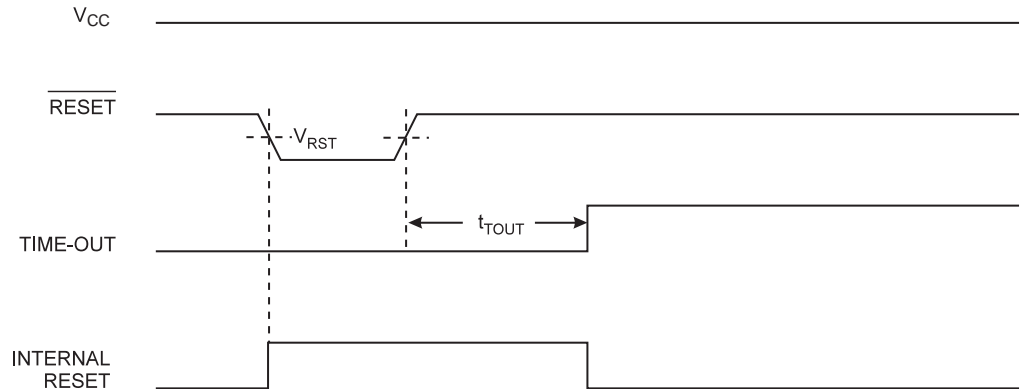 VCC
RESET
VRST
tTOUT
TIME-OUT
INTERNAL
RESET